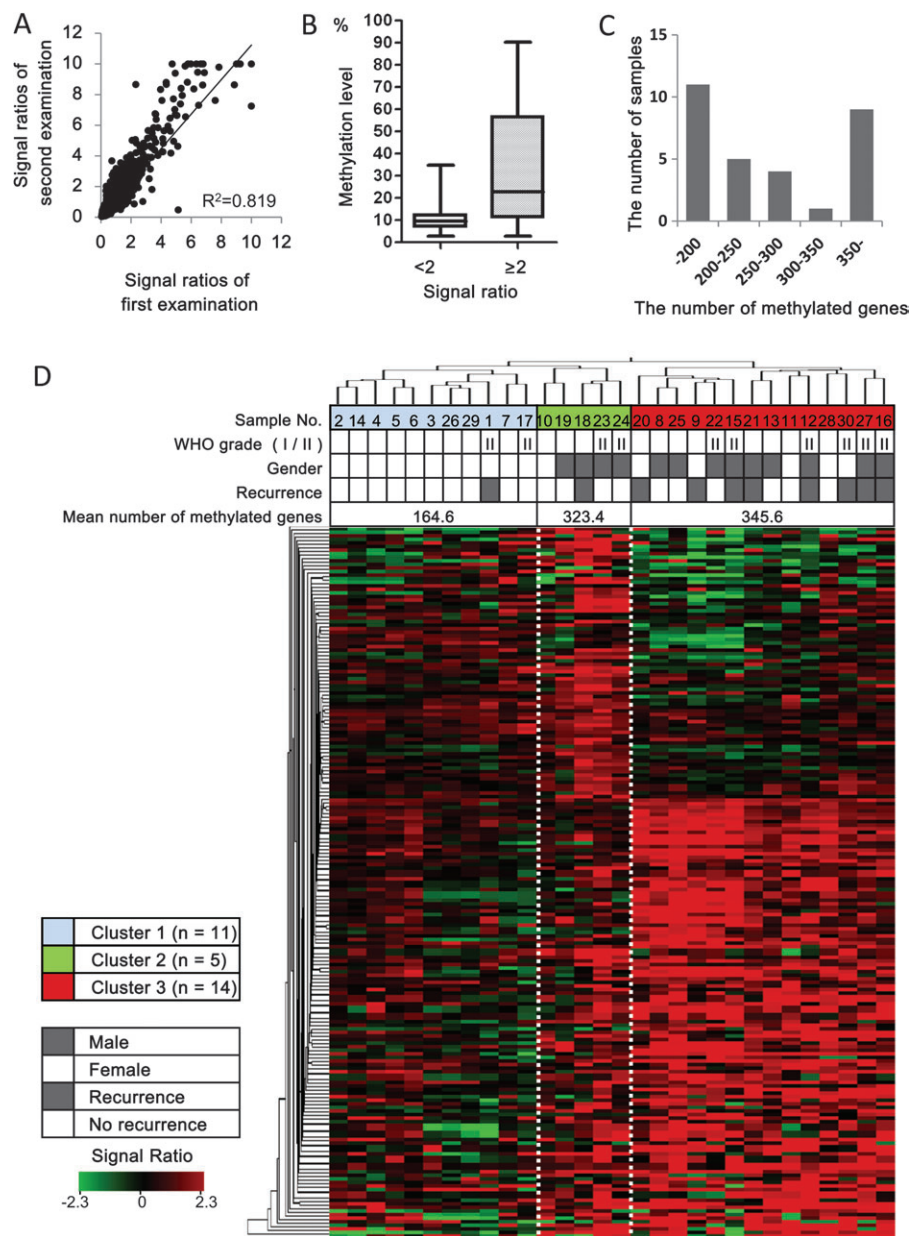 A
Signal ratios of
second examination
12
10
8
6
4
2
0
R²=0.819
0 2 4 6 8 10 12
Signal ratios of
first examination
B
%
Methylation level
100
90
80
70
60
50
40
30
20
10
0
<2 ≥2
Signal ratio
C
The number of samples
15
10
5
0
-200 200-250 250-300 300-350 350-
The number of methylated genes
D
Sample No. 2 14 4 5 6 3 26 29 1 7 17 10 19 18 23 24 20 8 25 9 22 15 21 13 11 12 28 30 27 16
WHO grade ( I / II ) II II II II II II II II II II
Gender
Recurrence
Mean number of methylated genes 164.6 323.4 345.6
Cluster 1 (n = 11)
Cluster 2 (n = 5)
Cluster 3 (n = 14)
Male
Female
Recurrence
No recurrence
Signal Ratio
-2.3 0 2.3